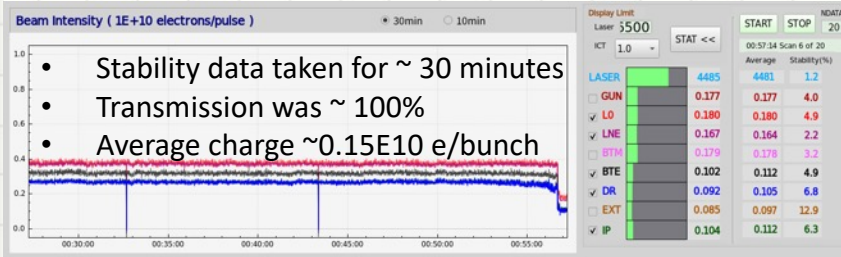 Beam Intensity ( 1E+10 electrons/pulse )
30min
10min
• Stability data taken for ~ 30 minutes
• Transmission was ~ 100%
• Average charge ~0.15E10 e/bunch
1.0
0.8
0.6
0.4
0.2
0.0
00:30:00 00:35:00 00:40:00 00:45:00 00:50:00 00:55:00
Display Limit
Laser 5500
ICT 1.0
STAT <<
START STOP
NDATA
20
00:57:14 Scan 6 of 20
Average Stability(%)
LASER 4485 4481 1.2
GUN 0.177 0.177 4.0
L0 0.180 0.180 4.9
LNE 0.167 0.164 2.2
BTM 0.179 0.178 3.2
BTE 0.102 0.112 4.9
DR 0.092 0.105 6.8
EXT 0.085 0.097 12.9
IP 0.104 0.112 6.3